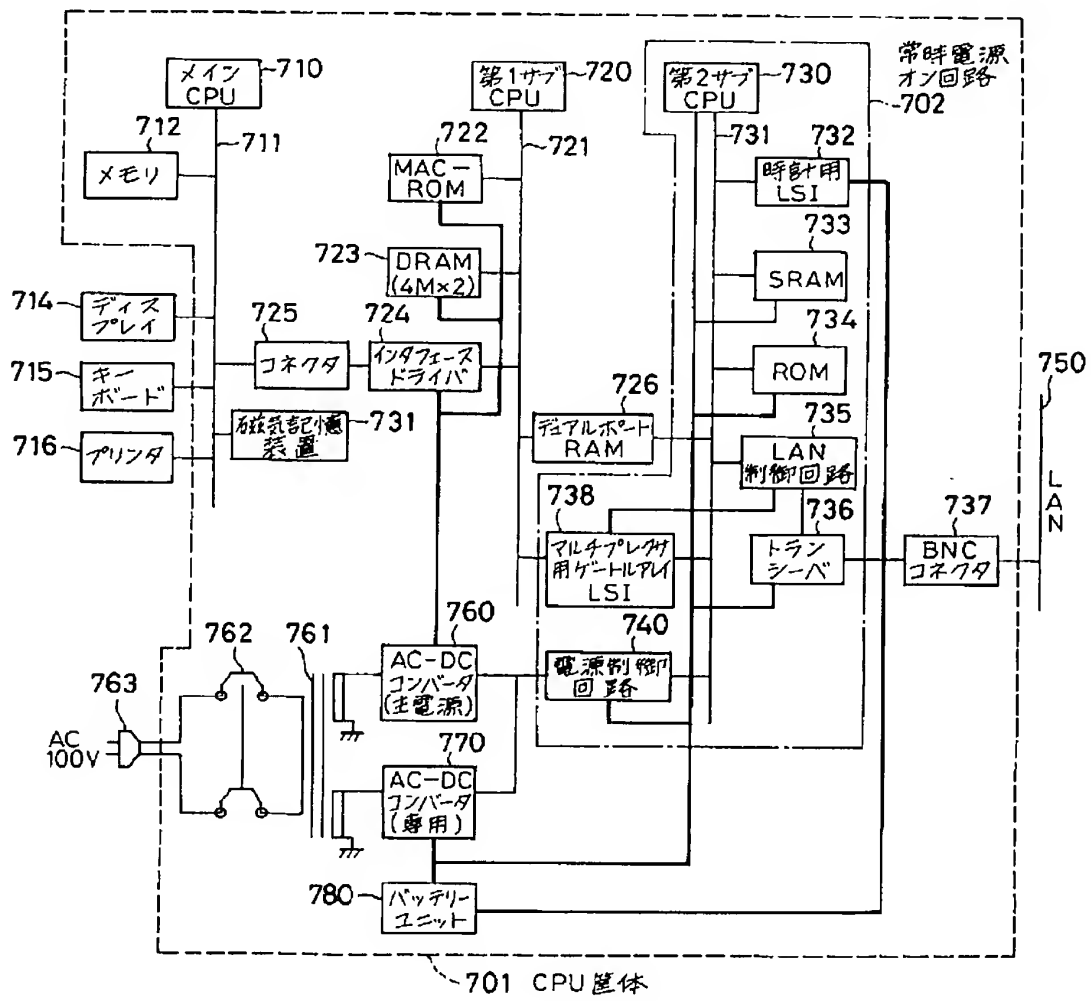 710
メイン
CPU
712
メモリ
711
720
第1サブ
CPU
722
MAC-
ROM
721
723
DRAM
(4M×2)
730
第2サブ
CPU
常時電源
オン回路
702
731
732
時計用
LSI
733
SRAM
734
ROM
714
ディス
プレイ
715
キー
ボード
716
プリンタ
725
コネクタ
724
インタフェース
ドライバ
磁気記憶
装置
731
726
デュアルポート
RAM
735
LAN
制御回路
736
トラン
シーバ
737
BNC
コネクタ
750
LAN
738
マルチプレクサ
用ゲートルアレイ
LSI
740
電源制御
回路
760
AC-DC
コンバータ
(主電源)
770
AC-DC
コンバータ
(専用)
780
バッテリー
ユニット
761
762
763
AC
100V
701 CPU筐体